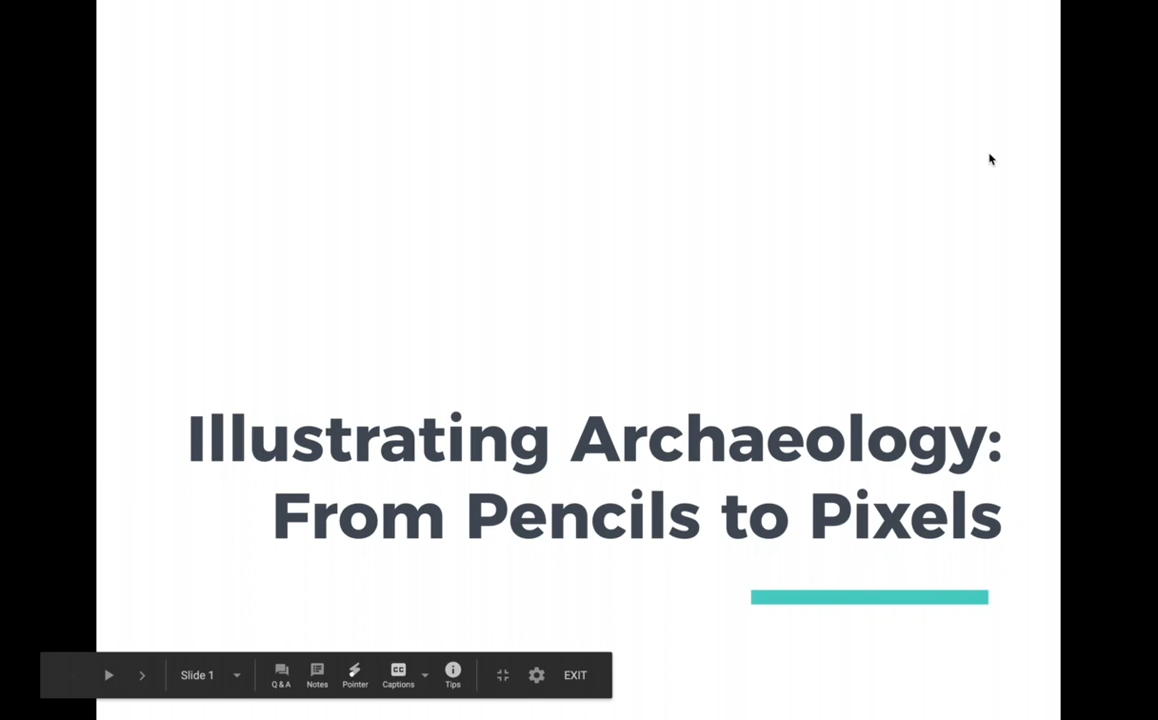 Illustrating Archaeology:
From Pencils to Pixels
Slide 1
Q & A
Notes
Pointer
CC
Captions
Tips
EXIT